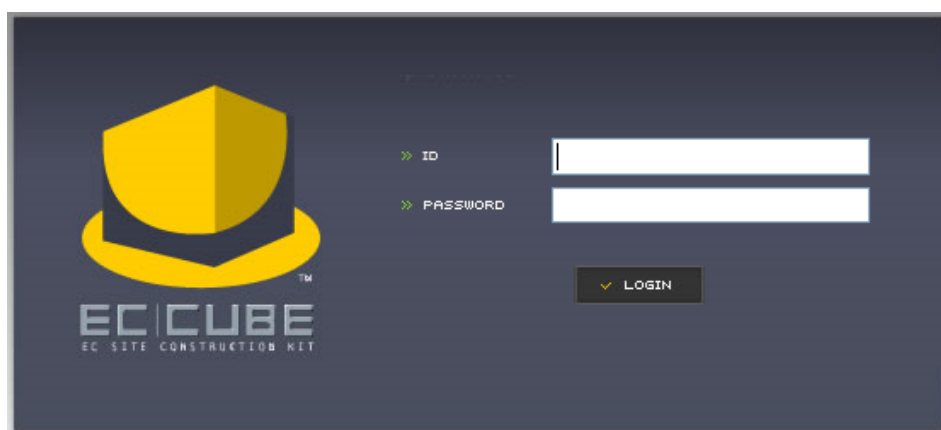 » ID
» PASSWORD
✓ LOGIN
TM
EC|CUBE
EC SITE CONSTRUCTION KIT